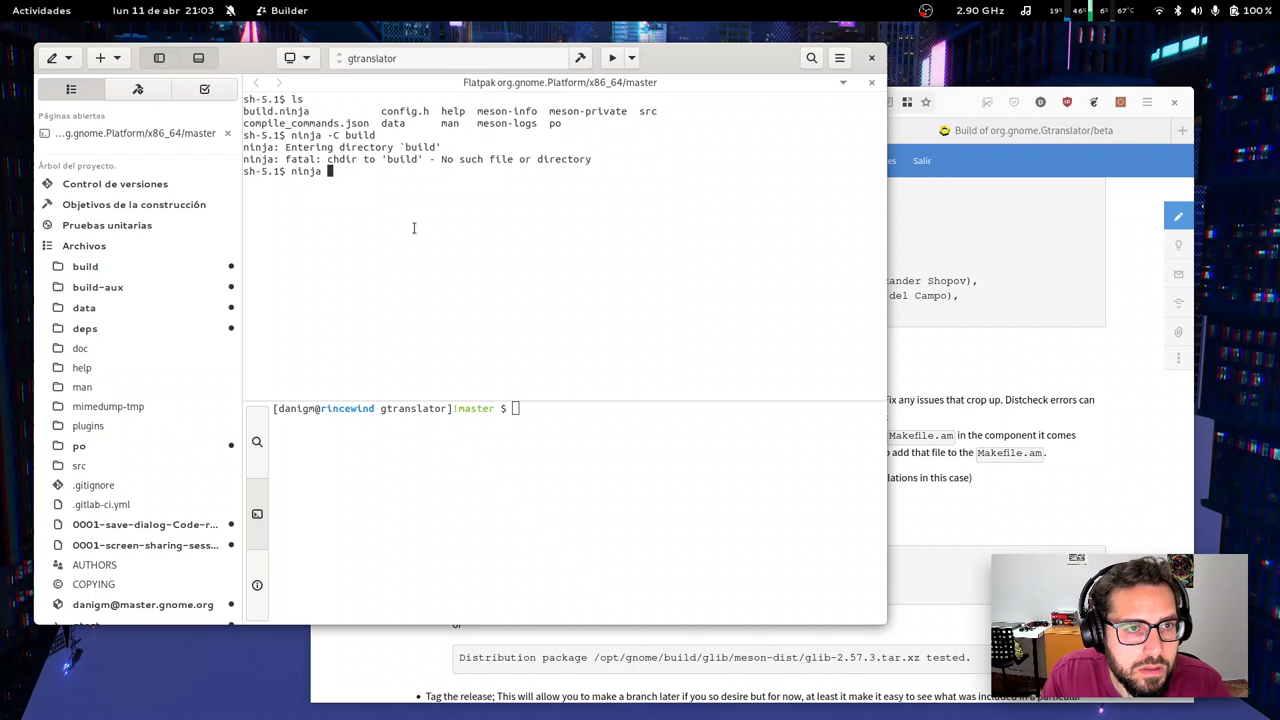 Actividades
lun 11 de abr 21:03
Builder
2.90 GHz
19%
46%
6%
67°C
100 %
gtranslator
Flatpak org.gnome.Platform/x86_64/master
Páginas abiertas
...g.gnome.Platform/x86_64/master
Árbol del proyecto.
Control de versiones
Objetivos de la construcción
Pruebas unitarias
Archivos
build
build-aux
data
deps
doc
help
man
mimedump-tmp
plugins
po
src
.gitignore
.gitlab-ci.yml
0001-save-dialog-Code-r...
0001-screen-sharing-sess...
AUTHORS
COPYING
danigm@master.gnome.org
sh-5.1$ ls
build.ninja config.h help meson-info meson-private src
compile_commands.json data man meson-logs po
sh-5.1$ ninja -C build
ninja: Entering directory `build'
ninja: fatal: chdir to 'build' - No such file or directory
sh-5.1$ ninja
[danigm@rincewind gtranslator]!master $
Build of org.gnome.Gtranslator/beta
Salir
ander Shopov),
del Campo),
Fix any issues that crop up. Distcheck errors can
Makefile.am in the component it comes
add that file to the Makefile.am.
lations in this case)
or
Distribution package /opt/gnome/build/glib/meson-dist/glib-2.57.3.tar.xz tested.
• Tag the release; This will allow you to make a branch later if you so desire but for now, at least it make it easy to see what was included in a particular